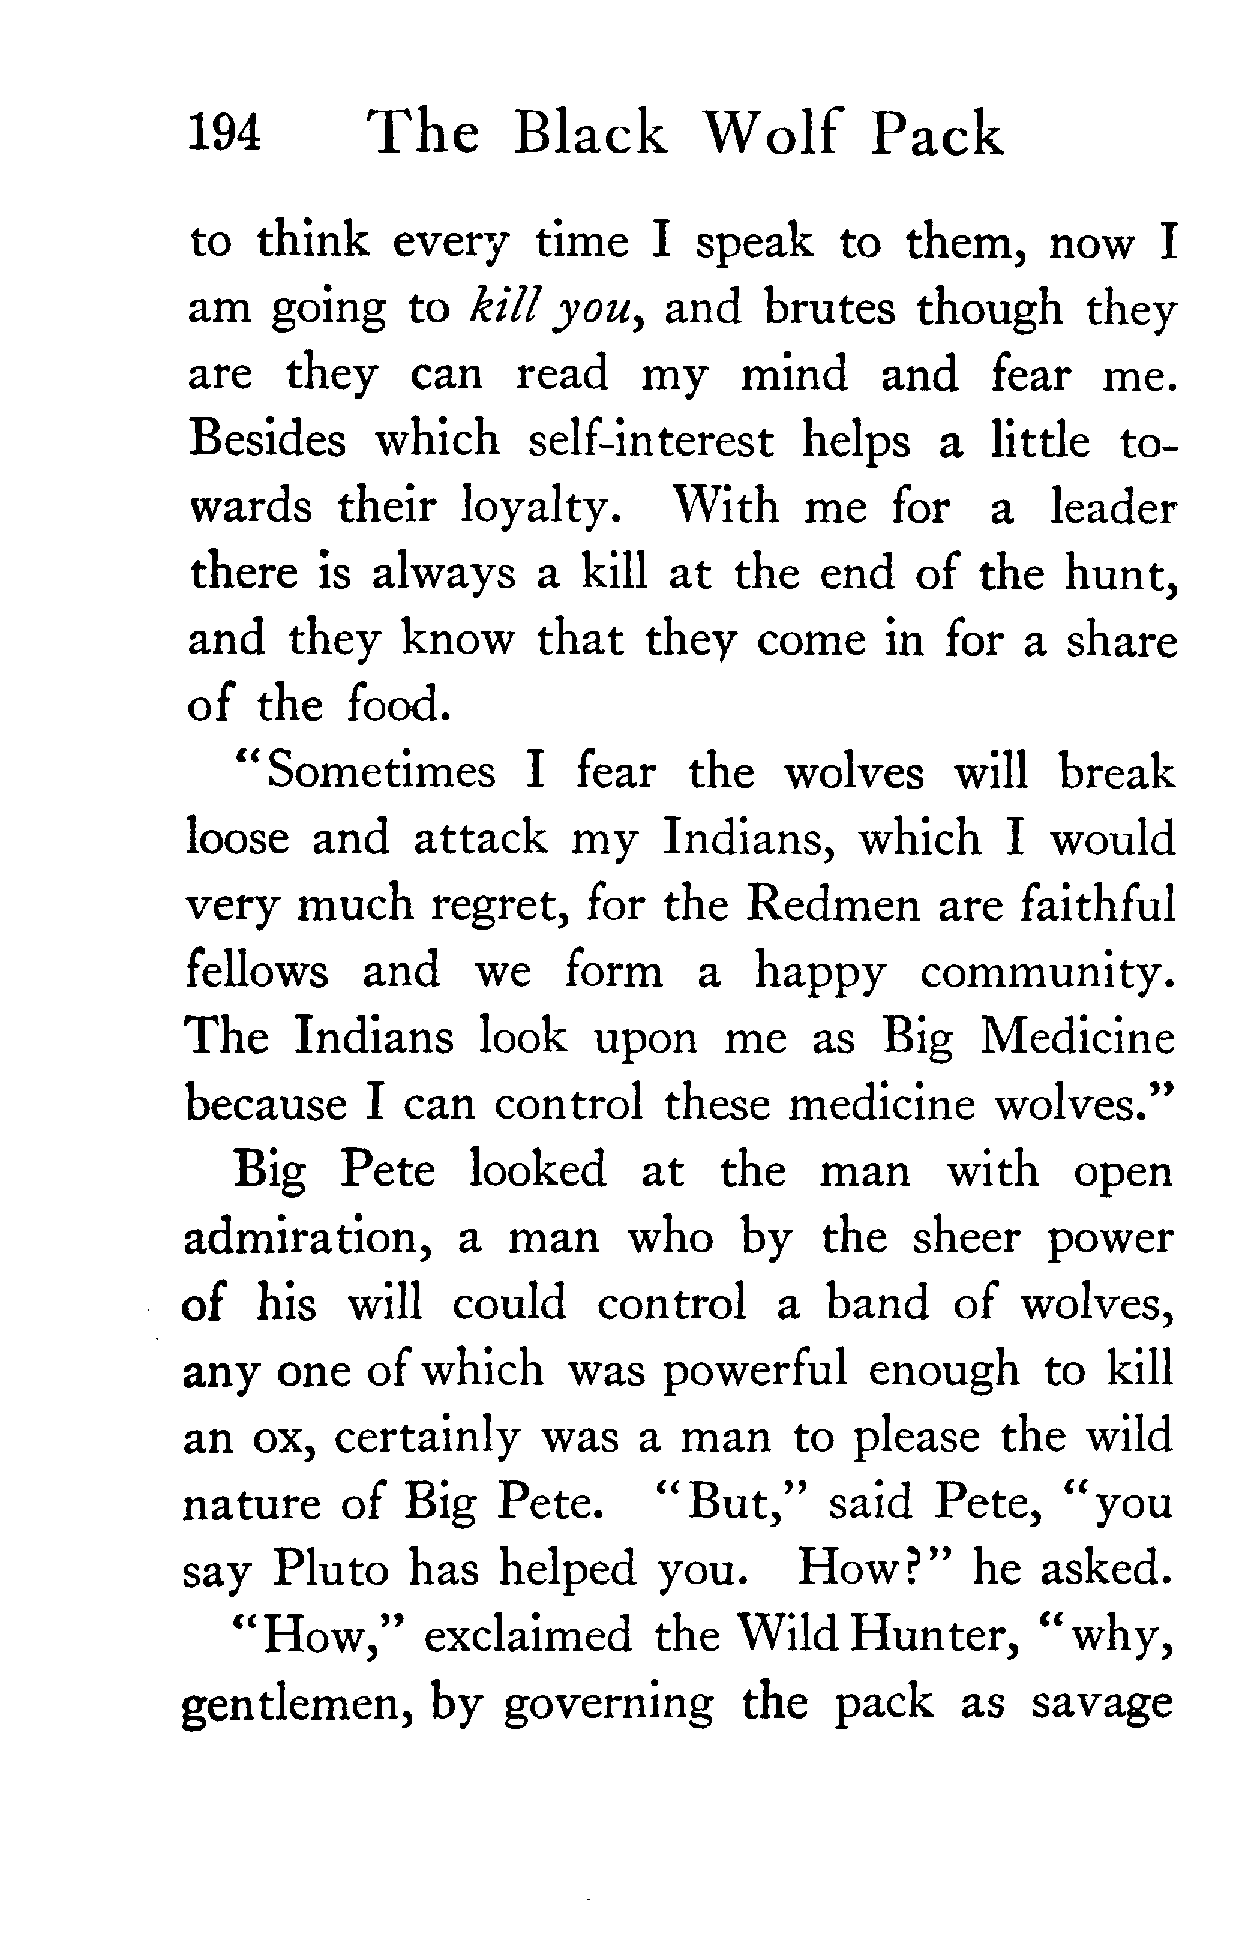 194 The Black Wolf Pack
to think every time I speak to them, now I
am going to kill you, and brutes though they
are they can read my mind and fear me.
Besides which self-interest helps a little to-
wards their loyalty. With me for a leader
there is always a kill at the end of the hunt,
and they know that they come in for a share
of the food.
“Sometimes I fear the wolves will break
loose and attack my Indians, which I would
very much regret, for the Redmen are faithful
fellows and we form a happy community.
The Indians look upon me as Big Medicine
because I can control these medicine wolves.”
Big Pete looked at the man with open
admiration, a man who by the sheer power
of his will could control a band of wolves,
any one of which was powerful enough to kill
an ox, certainly was a man to please the wild
nature of Big Pete. “But,” said Pete, “you
say Pluto has helped you. How?” he asked.
“How,” exclaimed the Wild Hunter, “why,
gentlemen, by governing the pack as savage